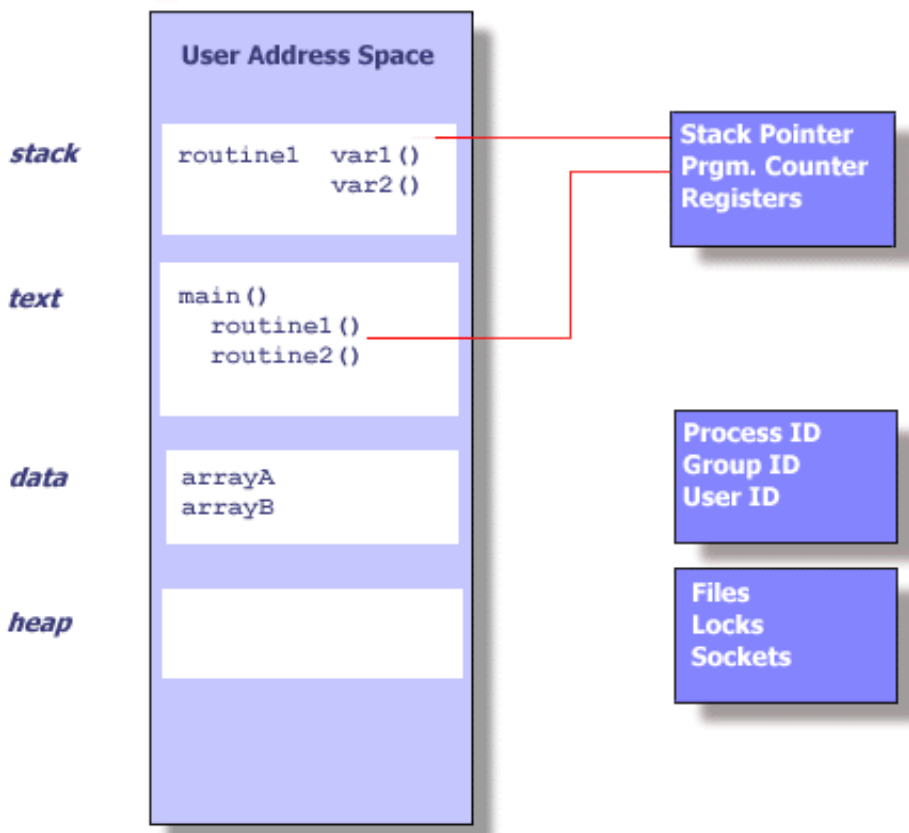 User Address Space
stack
routine1 var1()
var2()
text
main()
routine1()
routine2()
data
arrayA
arrayB
heap
Stack Pointer
Prgm. Counter
Registers
Process ID
Group ID
User ID
Files
Locks
Sockets